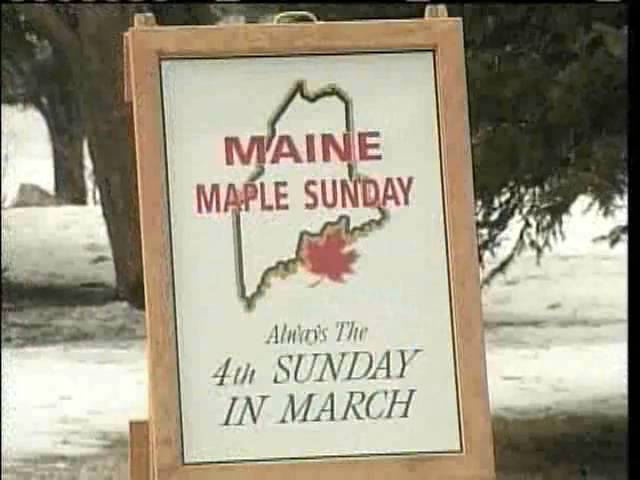 MAINE
MAPLE SUNDAY
Always The
4th SUNDAY
IN MARCH